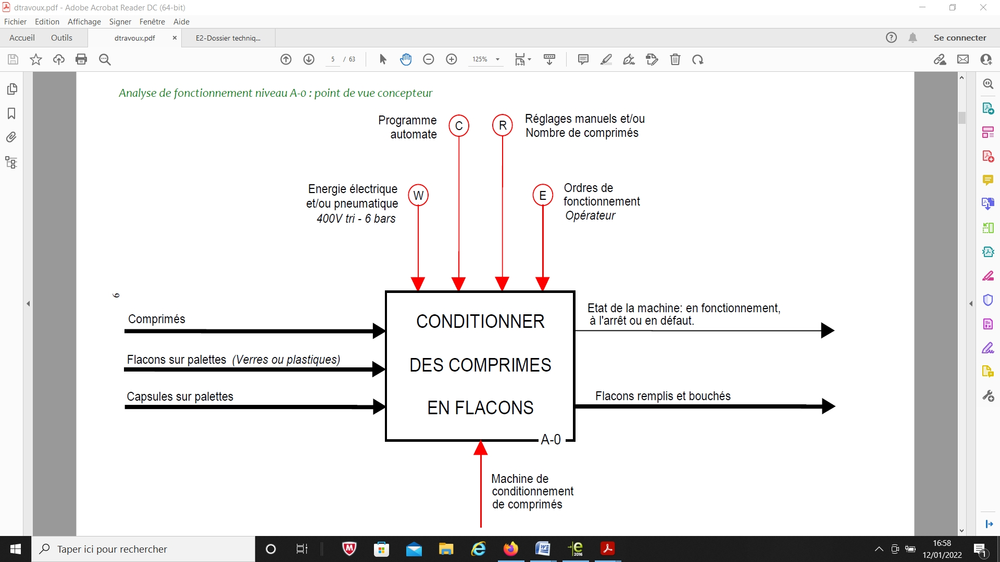 dtravoux.pdf - Adobe Acrobat Reader DC (64-bit)
Fichier Edition Affichage Signer Fenêtre Aide
Accueil Outils dtravoux.pdf × E2-Dossier techniq... ? Se connecter
5 / 63 125%
Analyse de fonctionnement niveau A-0 : point de vue concepteur
Programme
automate
C
R
Réglages manuels et/ou
Nombre de comprimés
Energie électrique
et/ou pneumatique
400V tri - 6 bars
W
E
Ordres de
fonctionnement
Opérateur
6
Comprimés
Flacons sur palettes (Verres ou plastiques)
Capsules sur palettes
CONDITIONNER
DES COMPRIMES
EN FLACONS
A-0
Etat de la machine: en fonctionnement,
à l'arrêt ou en défaut.
Flacons remplis et bouchés
Machine de
conditionnement
de comprimés
Taper ici pour rechercher
2016
16:58
12/01/2022
1